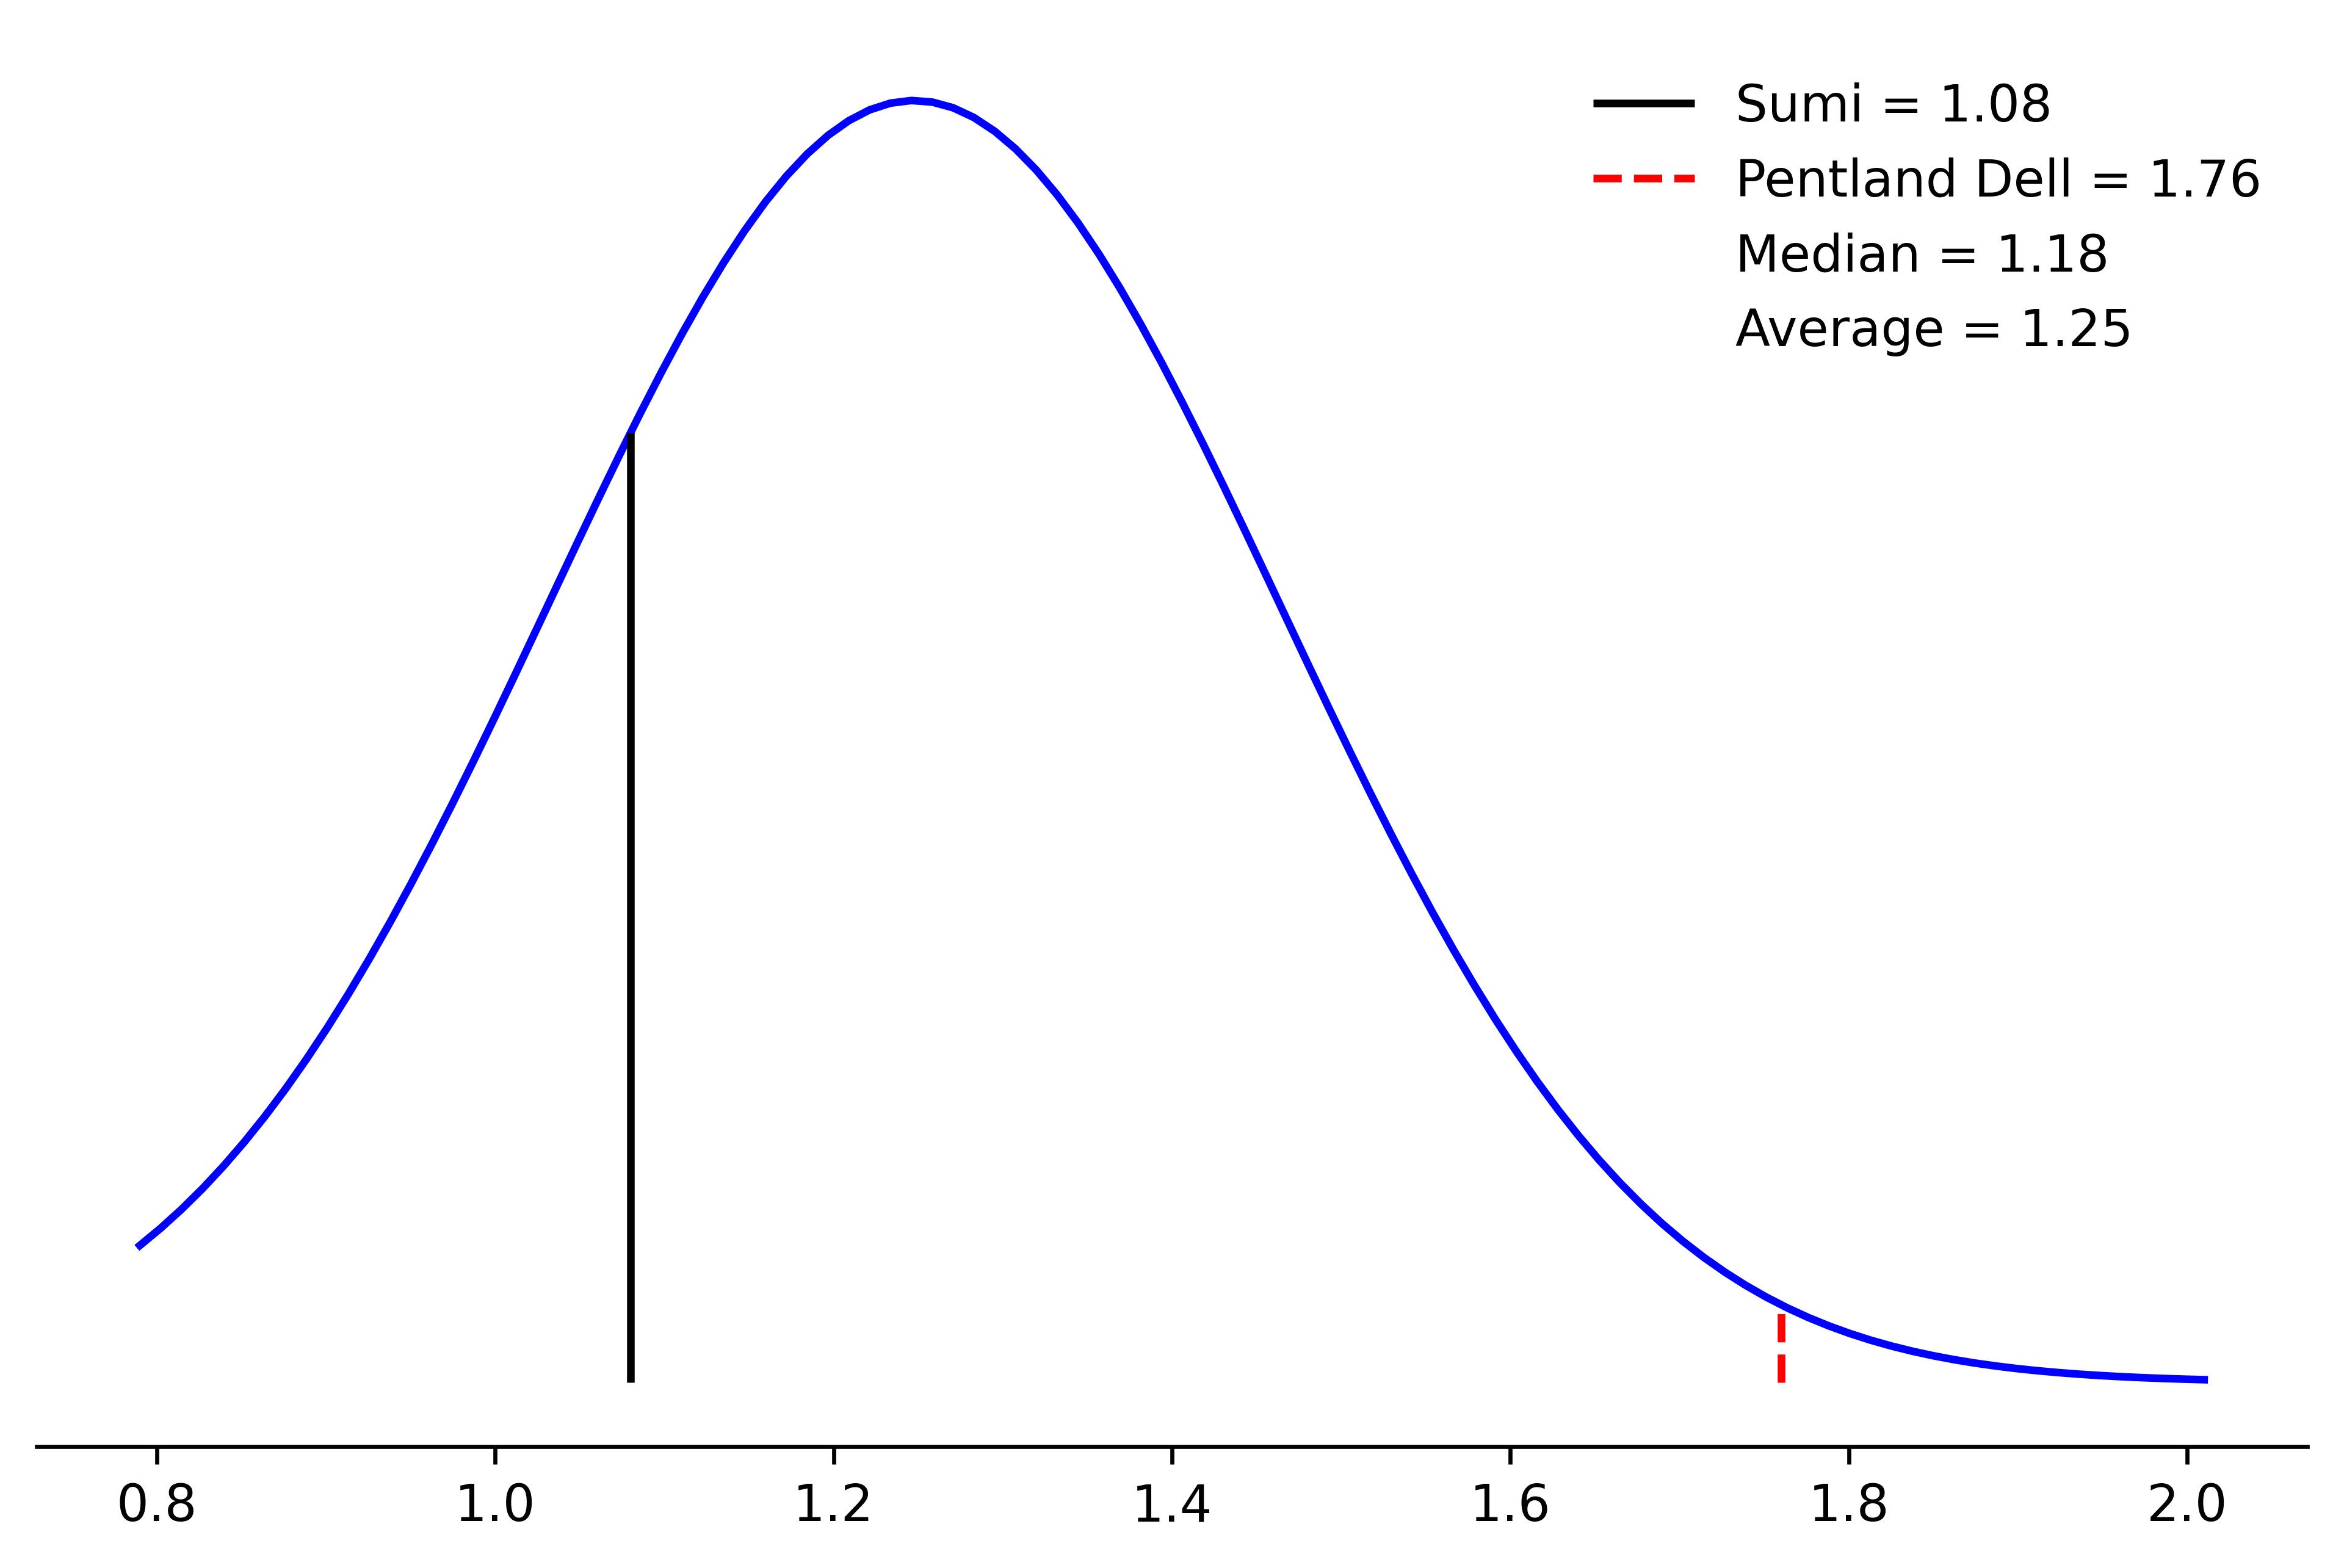 Sumi = 1.08
Pentland Dell = 1.76
Median = 1.18
Average = 1.25
0.8 1.0 1.2 1.4 1.6 1.8 2.0